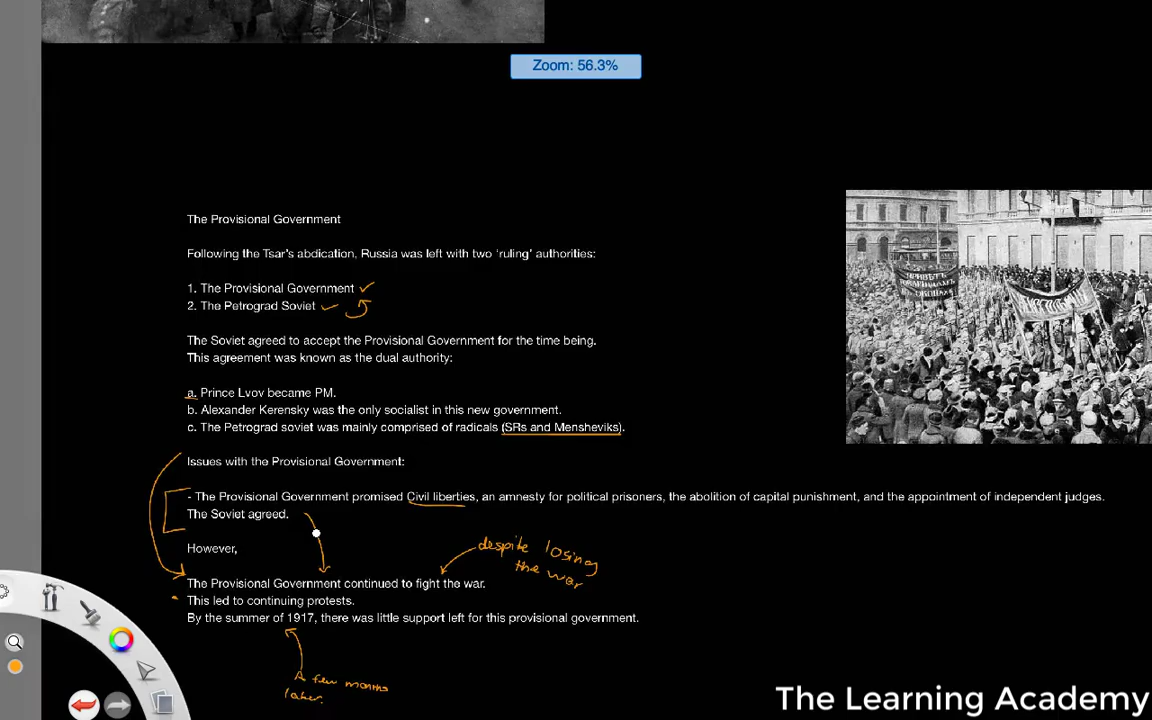 Zoom: 56.3%
The Provisional Government
Following the Tsar's abdication, Russia was left with two 'ruling' authorities:
1. The Provisional Government
2. The Petrograd Soviet
The Soviet agreed to accept the Provisional Government for the time being.
This agreement was known as the dual authority:
a. Prince Lvov became PM.
b. Alexander Kerensky was the only socialist in this new government.
c. The Petrograd soviet was mainly comprised of radicals (SRs and Mensheviks).
Issues with the Provisional Government:
- The Provisional Government promised Civil liberties, an amnesty for political prisoners, the abolition of capital punishment, and the appointment of independent judges.
The Soviet agreed.
However,
despite losing
the war
The Provisional Government continued to fight the war.
This led to continuing protests.
By the summer of 1917, there was little support left for this provisional government.
A few months
later.
The Learning Academy